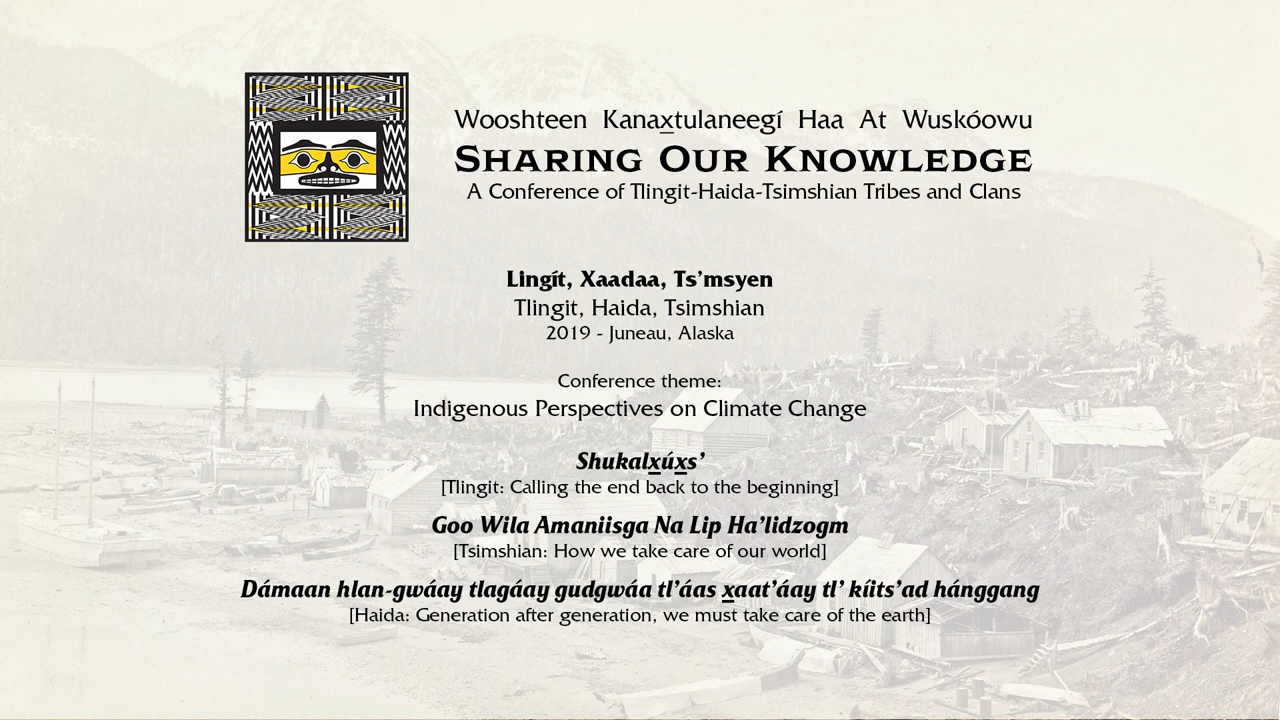 Wooshteen Kanax̲tulaneegí Haa At Wuskóowu
Sharing Our Knowledge
A Conference of Tlingit-Haida-Tsimshian Tribes and Clans
Lingít, Xaadaa, Ts’msyen
Tlingit, Haida, Tsimshian
2019 - Juneau, Alaska
Conference theme:
Indigenous Perspectives on Climate Change
Shukalx̲úx̲s’
[Tlingit: Calling the end back to the beginning]
Goo Wila Amaniisga Na Lip Ha’lidzogm
[Tsimshian: How we take care of our world]
Dámaan hlan-gwáay tlagáay gudgwáa tl’áas x̲aat’áay tl’ kíits’ad hánggang
[Haida: Generation after generation, we must take care of the earth]